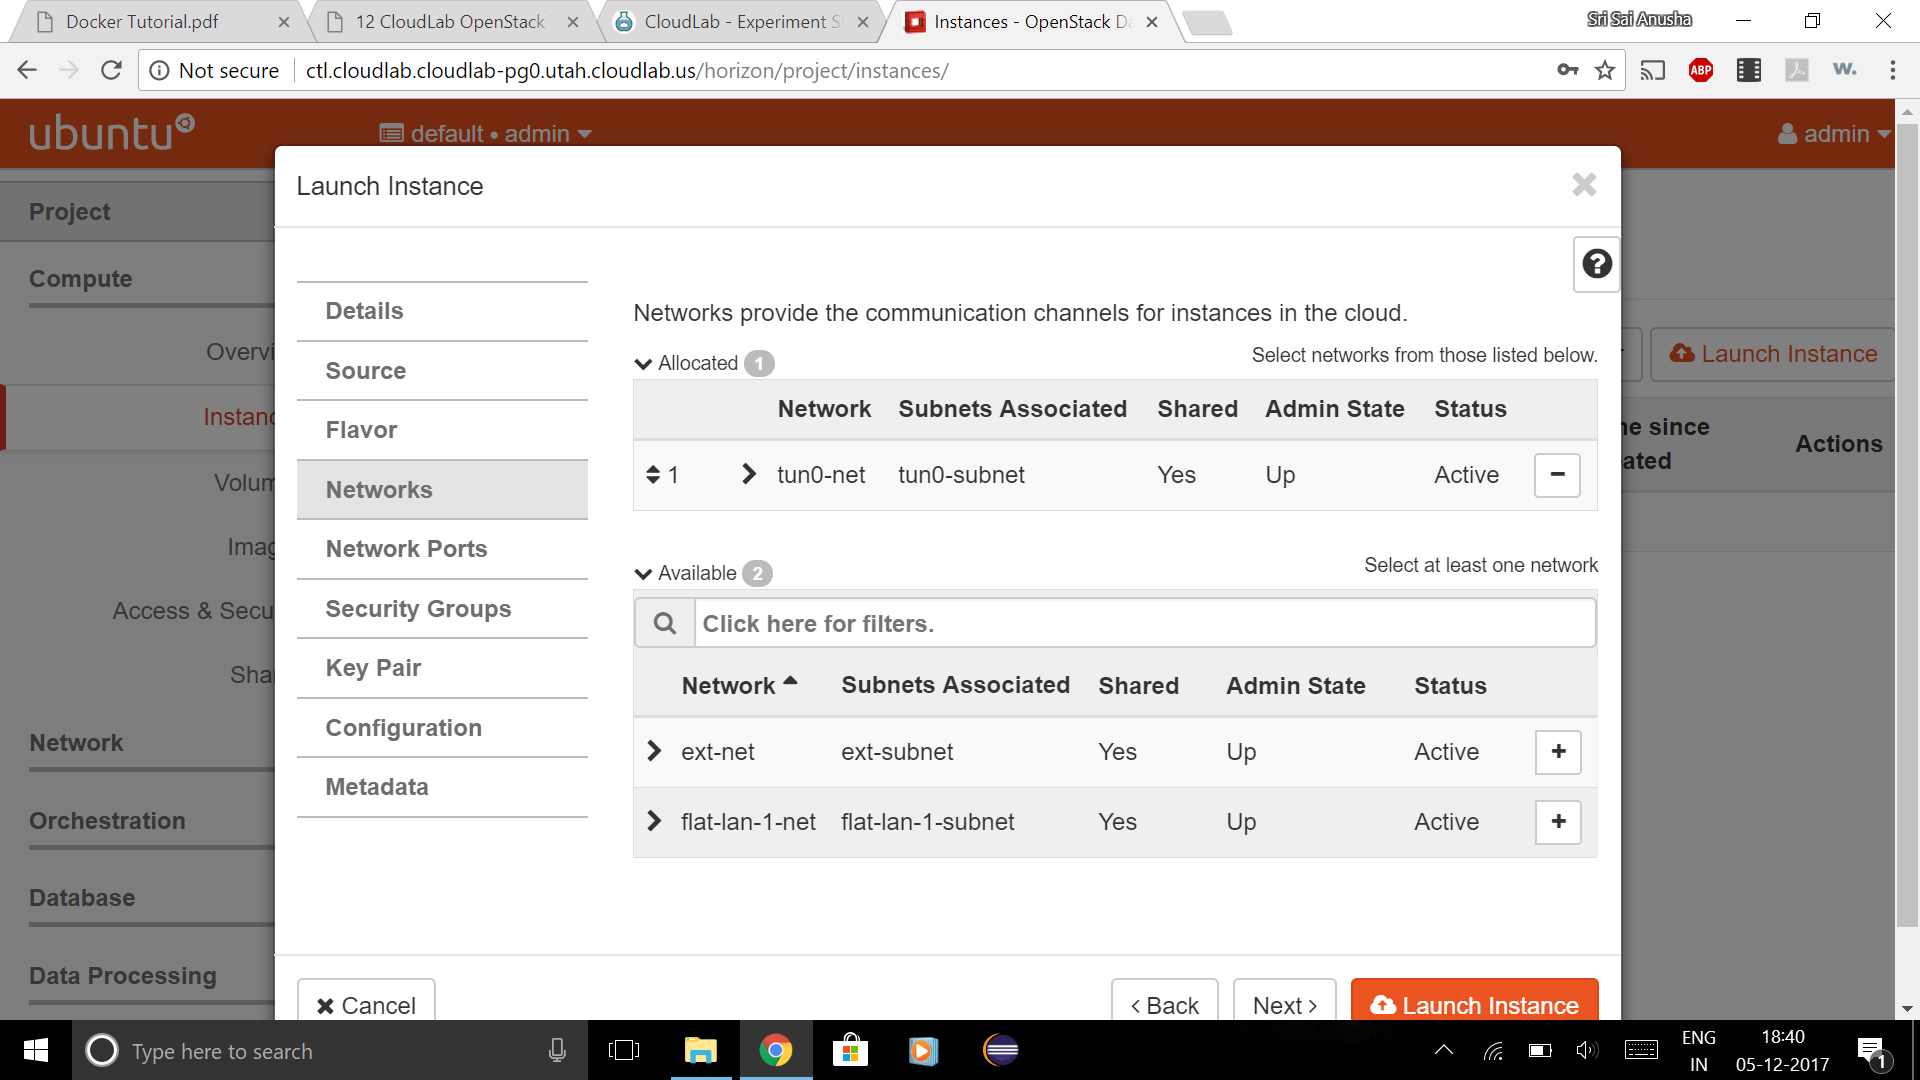 Docker Tutorial.pdf
12 CloudLab OpenStack
CloudLab - Experiment S
Instances - OpenStack Da
Sri Sai Anusha
Not secure
ctl.cloudlab.cloudlab-pg0.utah.cloudlab.us/horizon/project/instances/
ABP
w.
ubuntu
default • admin
admin
Launch Instance
Project
Compute
Overvi
Instanc
Volum
Imag
Access & Secu
Sha
Network
Orchestration
Database
Data Processing
Details
Source
Flavor
Networks
Network Ports
Security Groups
Key Pair
Configuration
Metadata
?
Networks provide the communication channels for instances in the cloud.
Allocated 1
Select networks from those listed below.
Network Subnets Associated Shared Admin State Status
1 tun0-net tun0-subnet Yes Up Active −
Available 2
Select at least one network
Click here for filters.
Network Subnets Associated Shared Admin State Status
ext-net ext-subnet Yes Up Active +
flat-lan-1-net flat-lan-1-subnet Yes Up Active +
Cancel
< Back
Next >
Launch Instance
Launch Instance
e since
ated
Actions
Type here to search
ENG
IN
18:40
05-12-2017
1